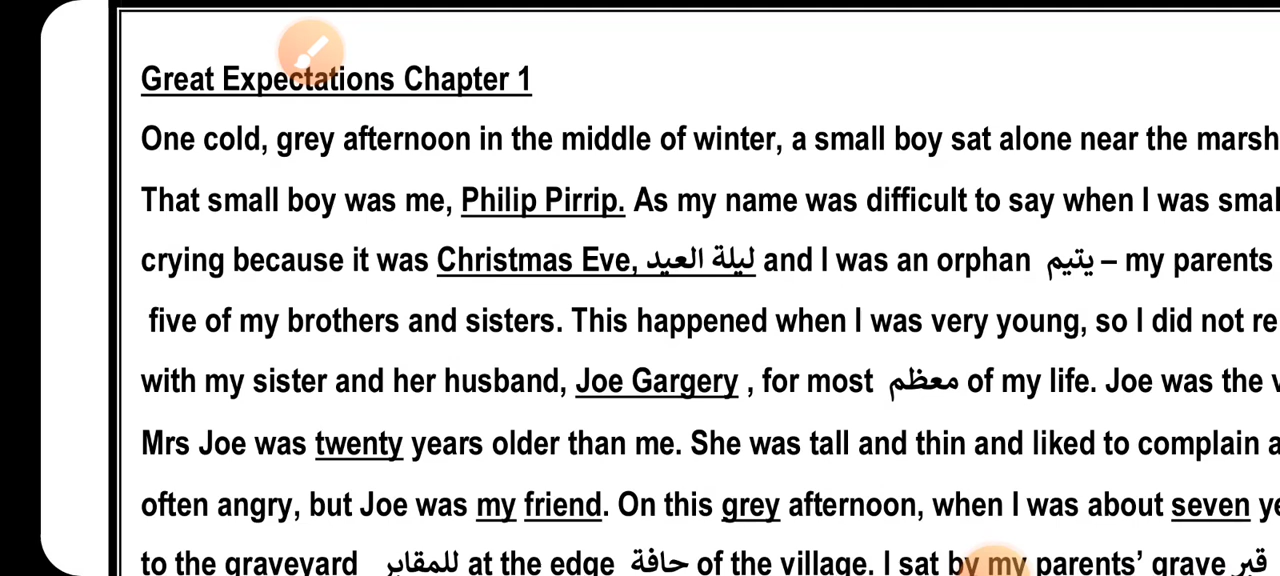 Great Expectations Chapter 1
One cold, grey afternoon in the middle of winter, a small boy sat alone near the marsh
That small boy was me, Philip Pirrip. As my name was difficult to say when I was smal
crying because it was Christmas Eve, ليلة العيد and I was an orphan يتيم – my parents
five of my brothers and sisters. This happened when I was very young, so I did not re
with my sister and her husband, Joe Gargery , for most معظم of my life. Joe was the
Mrs Joe was twenty years older than me. She was tall and thin and liked to complain a
often angry, but Joe was my friend. On this grey afternoon, when I was about seven ye
to the graveyard للمقابر at the edge حافة of the village. I sat by my parents’ grave قبر